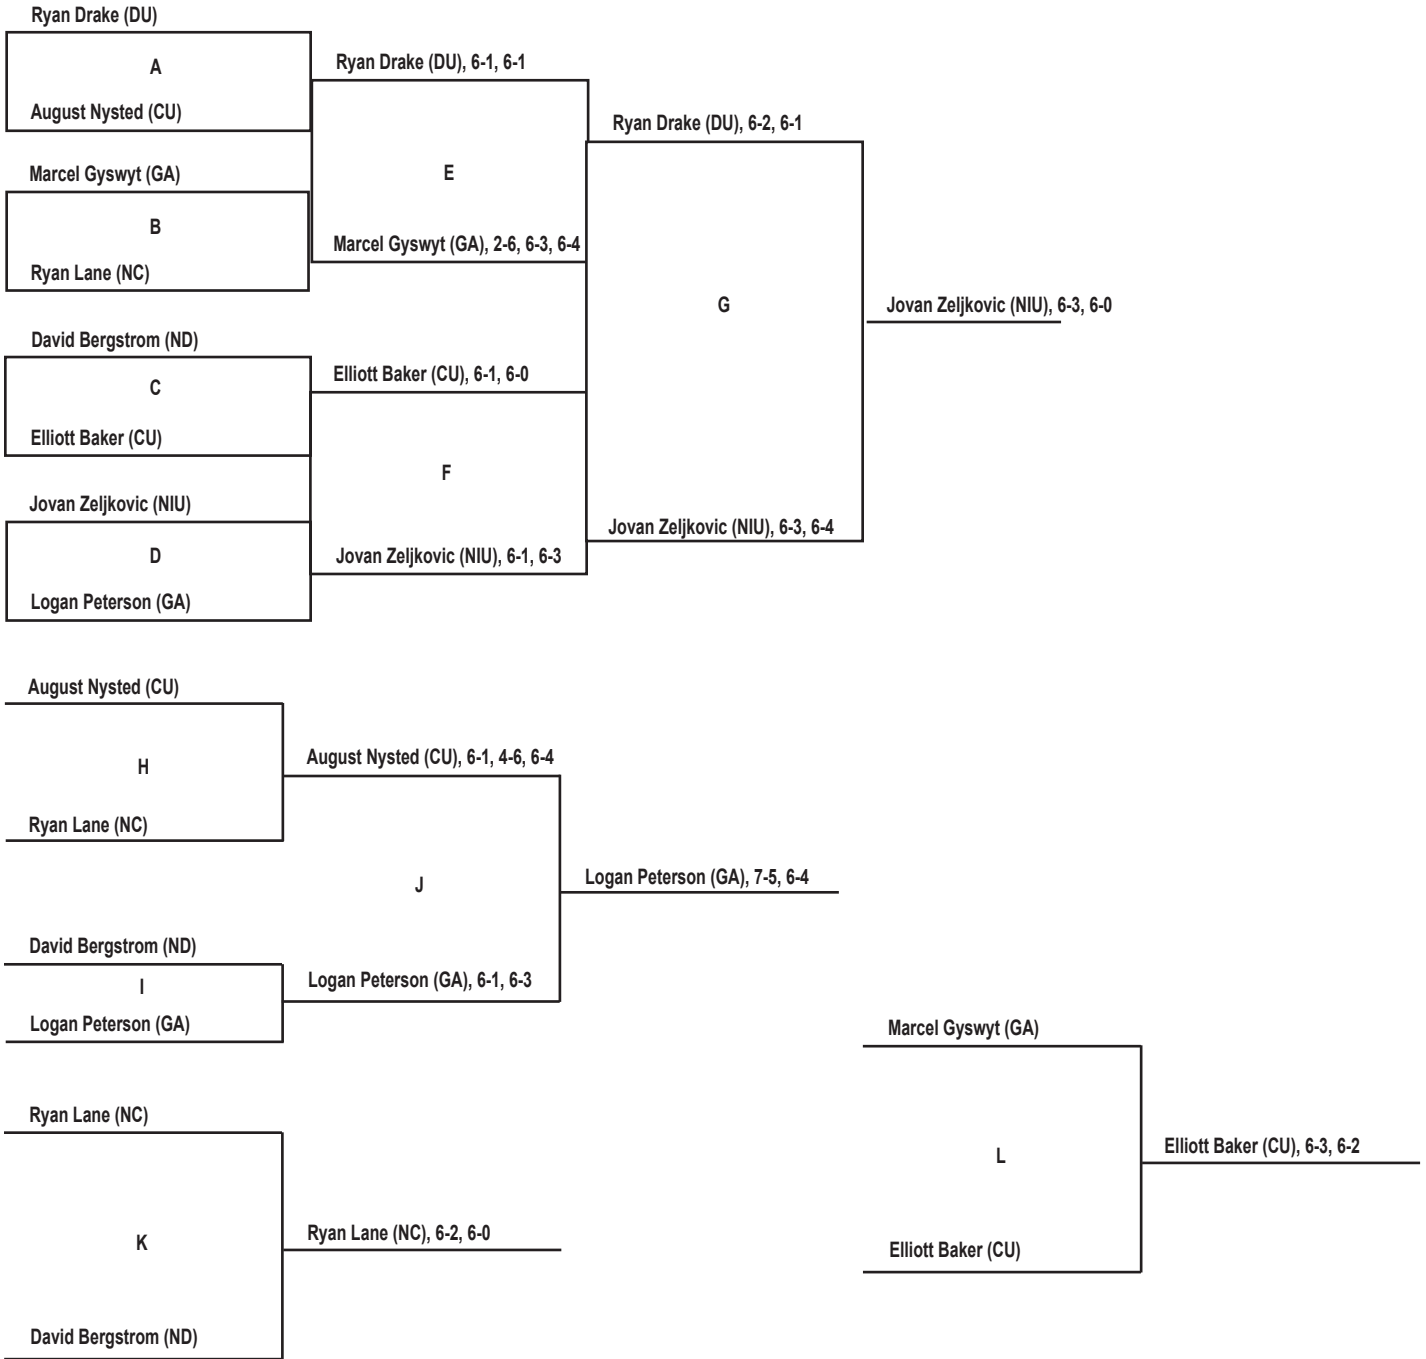 Ryan Drake (DU)
A
August Nysted (CU)
Ryan Drake (DU), 6-1, 6-1
Marcel Gyswyt (GA)
B
Ryan Lane (NC)
E
Marcel Gyswyt (GA), 2-6, 6-3, 6-4
Ryan Drake (DU), 6-2, 6-1
David Bergstrom (ND)
C
Elliott Baker (CU)
Elliott Baker (CU), 6-1, 6-0
Jovan Zeljkovic (NIU)
D
Logan Peterson (GA)
F
Jovan Zeljkovic (NIU), 6-1, 6-3
G
Jovan Zeljkovic (NIU), 6-3, 6-4
Jovan Zeljkovic (NIU), 6-3, 6-0
August Nysted (CU)
H
Ryan Lane (NC)
August Nysted (CU), 6-1, 4-6, 6-4
J
David Bergstrom (ND)
I
Logan Peterson (GA)
Logan Peterson (GA), 6-1, 6-3
Logan Peterson (GA), 7-5, 6-4
Ryan Lane (NC)
K
David Bergstrom (ND)
Ryan Lane (NC), 6-2, 6-0
Marcel Gyswyt (GA)
L
Elliott Baker (CU)
Elliott Baker (CU), 6-3, 6-2